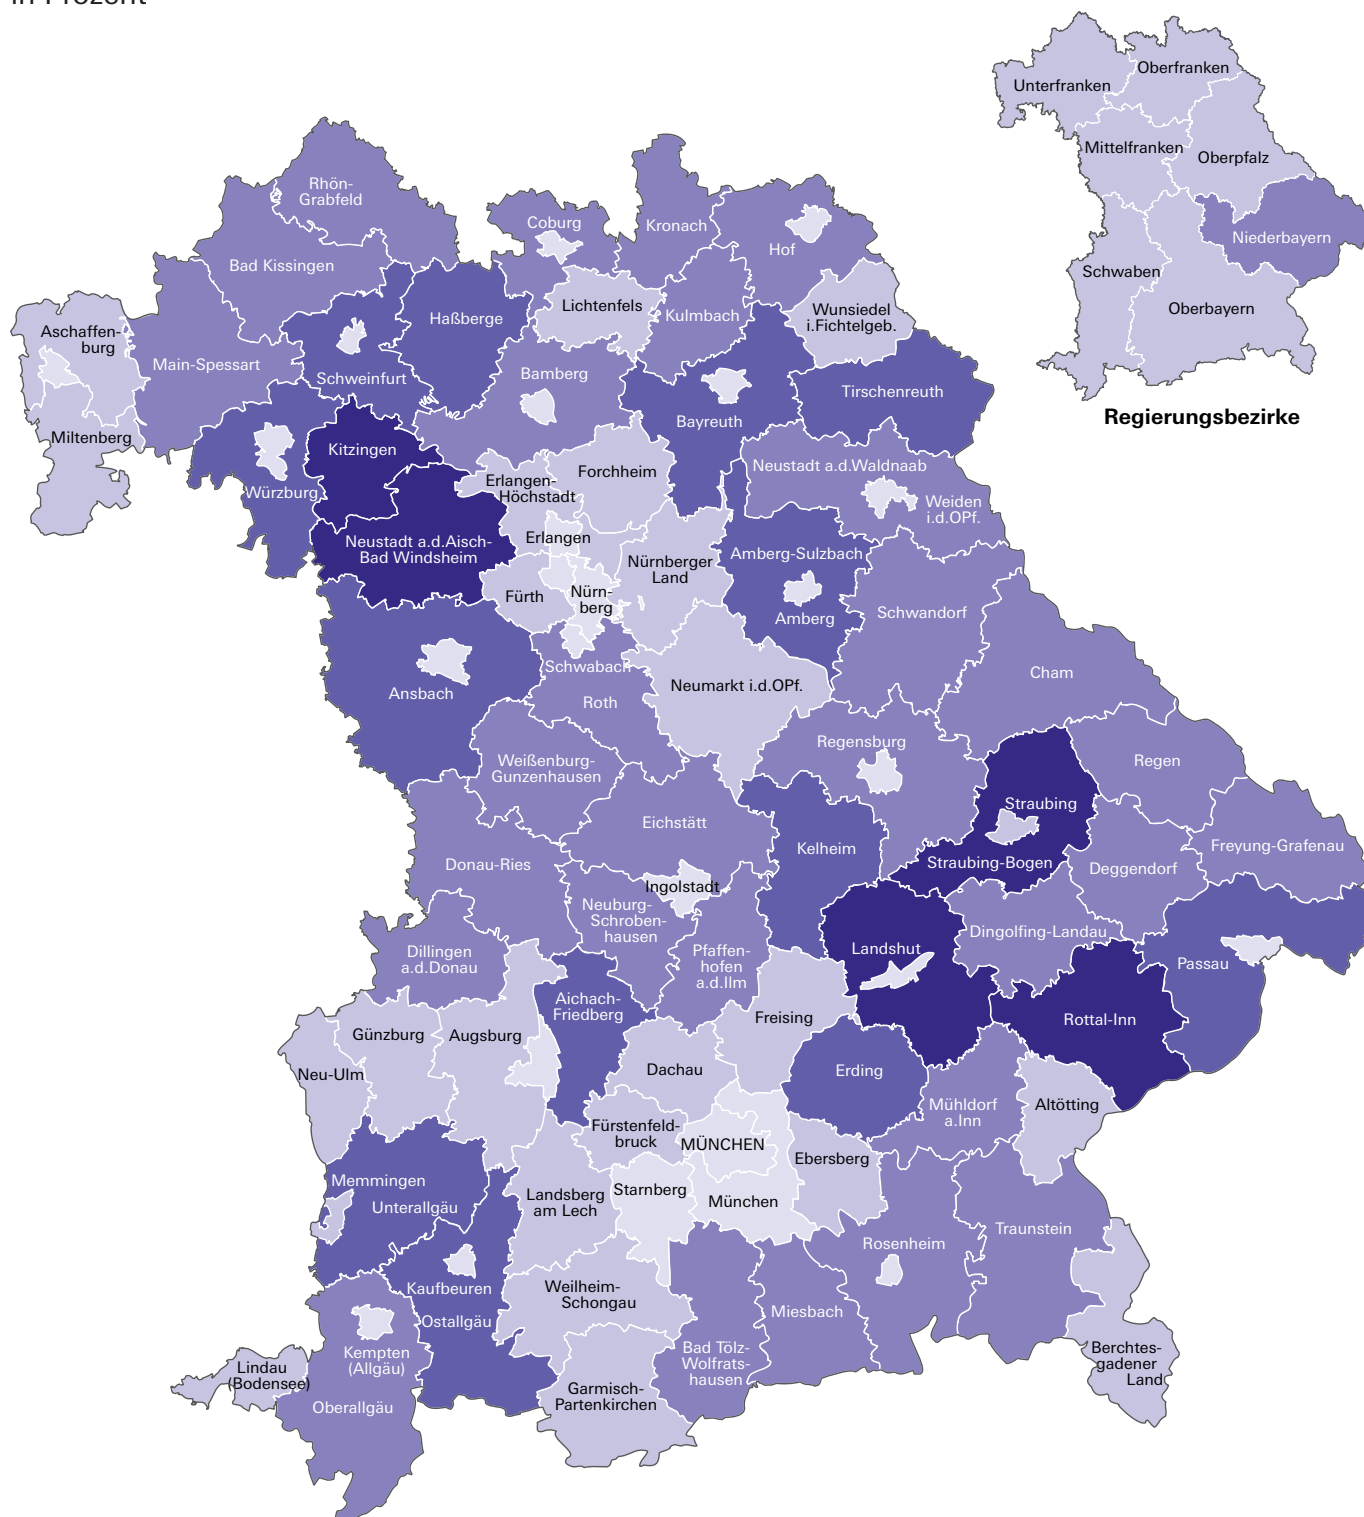 in Prozent
Unterfranken
Oberfranken
Mittelfranken
Oberpfalz
Niederbayern
Schwaben
Oberbayern
Regierungsbezirke
Rhön-
Grabfeld
Bad Kissingen
Coburg
Kronach
Hof
Aschaffen-
burg
Main-Spessart
Schweinfurt
Haßberge
Lichtenfels
Kulmbach
Wunsiedel
i.Fichtelgeb.
Miltenberg
Würzburg
Kitzingen
Bamberg
Bayreuth
Tirschenreuth
Neustadt a.d.Aisch-
Bad Windsheim
Erlangen-
Höchstadt
Forchheim
Neustadt a.d.Waldnaab
Weiden
i.d.OPf.
Erlangen
Fürth
Nürn-
berg
Nürnberger
Land
Amberg-Sulzbach
Amberg
Schwandorf
Ansbach
Schwabach
Roth
Neumarkt i.d.OPf.
Cham
Weißenburg-
Gunzenhausen
Regensburg
Regen
Eichstätt
Straubing
Straubing-Bogen
Donau-Ries
Ingolstadt
Kelheim
Deggendorf
Freyung-Grafenau
Neuburg-
Schroben-
hausen
Dillingen
a.d.Donau
Pfaffen-
hofen
a.d.Ilm
Landshut
Dingolfing-Landau
Passau
Aichach-
Friedberg
Freising
Rottal-Inn
Günzburg
Augsburg
Neu-Ulm
Dachau
Erding
Mühldorf
a.Inn
Altötting
Fürstenfeld-
bruck
MÜNCHEN
Ebersberg
Memmingen
Unterallgäu
Landsberg
am Lech
Starnberg
München
Rosenheim
Traunstein
Kaufbeuren
Ostallgäu
Weilheim-
Schongau
Miesbach
Bad Tölz-
Wolfrats-
hausen
Kempten
(Allgäu)
Lindau
(Bodensee)
Oberallgäu
Garmisch-
Partenkirchen
Berchtes-
gadener
Land